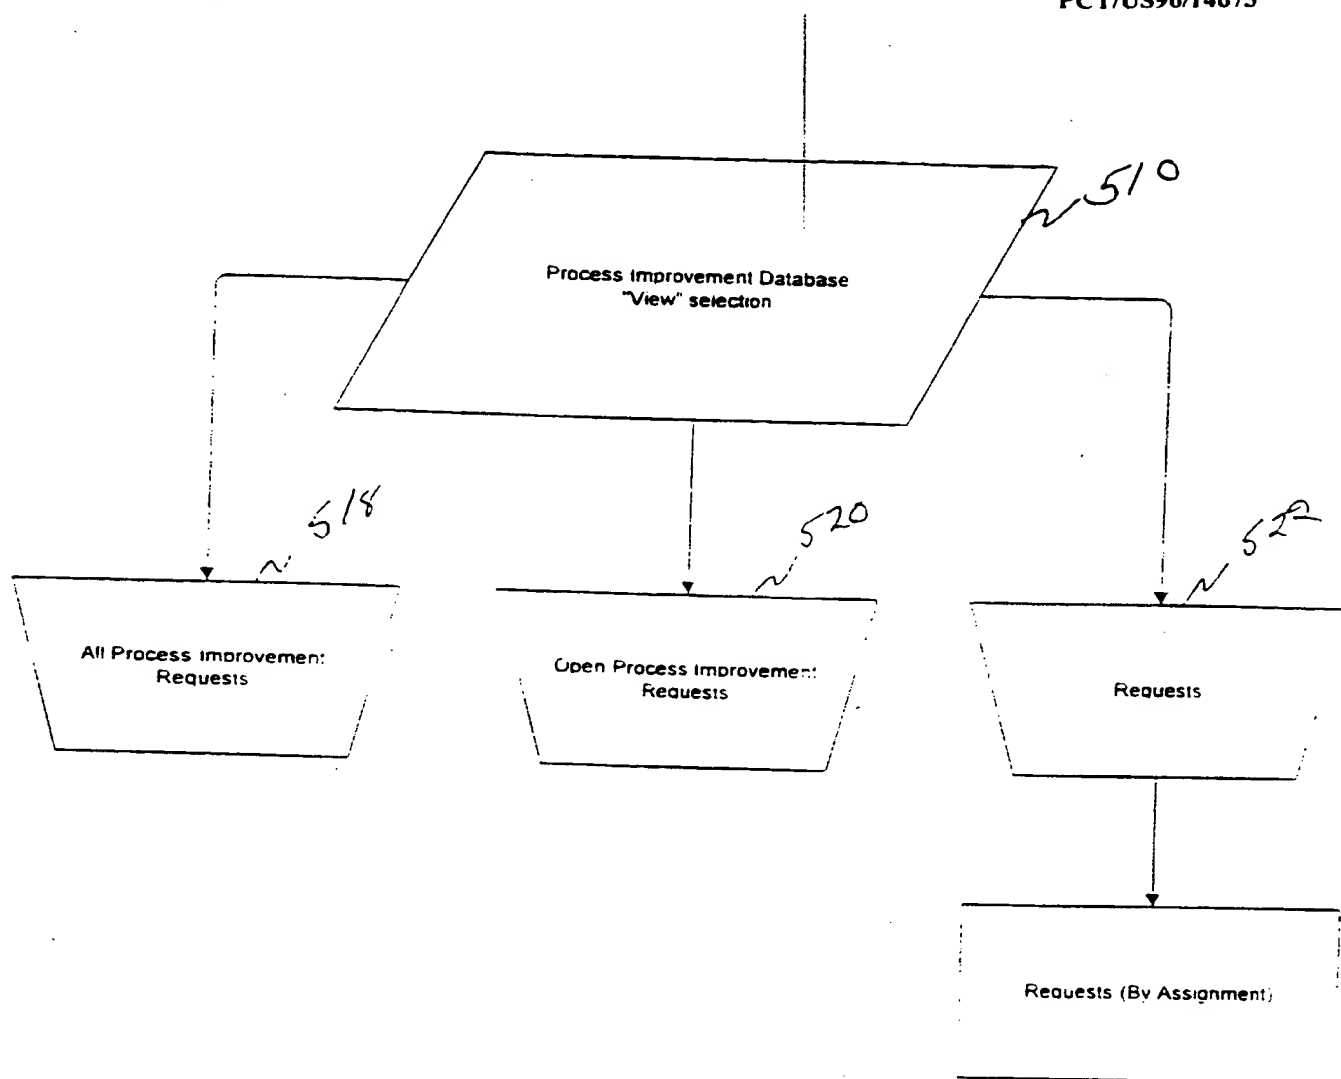 510
Process Improvement Database
"View" selection
518
520
522
All Process Improvement
Requests
Open Process Improvement
Requests
Requests
Requests (By Assignment)